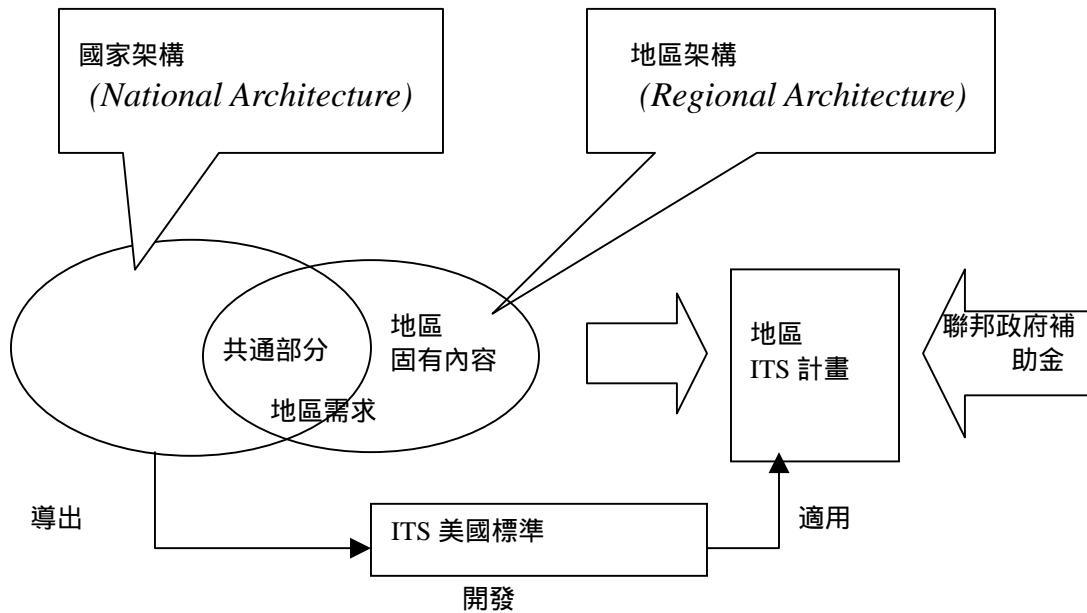 國家架構
(National Architecture)
地區架構
(Regional Architecture)
共通部分
地區
固有內容
地區需求
地區
ITS 計畫
聯邦政府補
助金
導出
ITS 美國標準
適用
開發